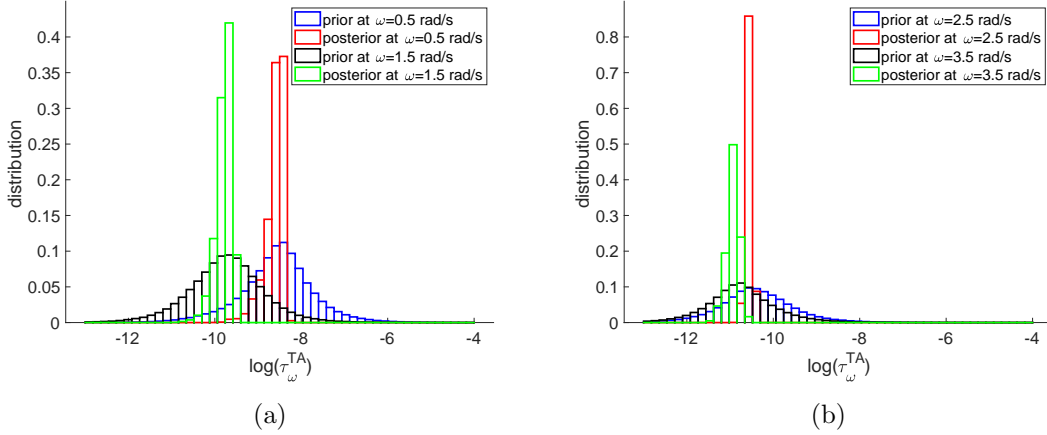 0.4
0.35
0.3
0.25
0.2
0.15
0.1
0.05
0
distribution
-12 -10 -8 -6 -4
log(τ_ω^TA)
prior at ω=0.5 rad/s
posterior at ω=0.5 rad/s
prior at ω=1.5 rad/s
posterior at ω=1.5 rad/s
(a)
0.8
0.7
0.6
0.5
0.4
0.3
0.2
0.1
0
distribution
-12 -10 -8 -6 -4
log(τ_ω^TA)
prior at ω=2.5 rad/s
posterior at ω=2.5 rad/s
prior at ω=3.5 rad/s
posterior at ω=3.5 rad/s
(b)